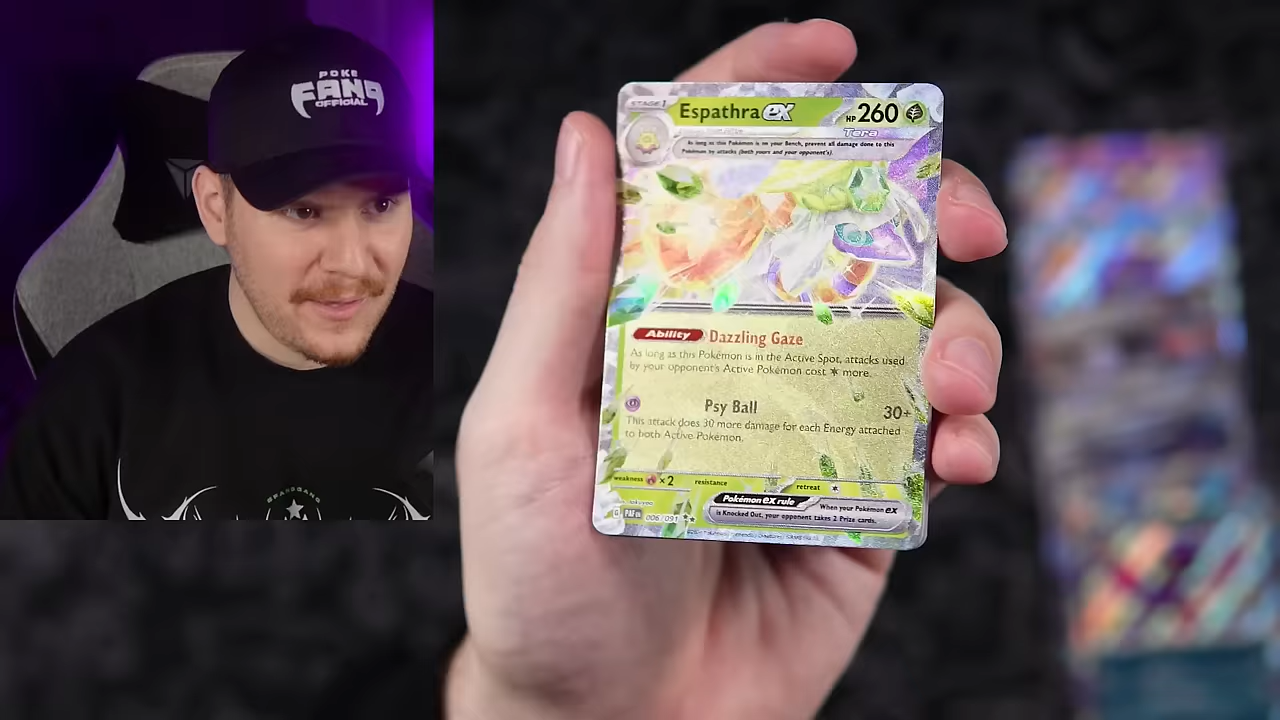 POKE
FANG
OFFICIAL
#FANGGANG
STAGE 1
Espathra ex
HP 260
Tera
As long as this Pokémon is on your Bench, prevent all damage done to this
Pokémon by attacks (both yours and your opponent's).
Ability Dazzling Gaze
As long as this Pokémon is in the Active Spot, attacks used
by your opponent's Active Pokémon cost more.
Psy Ball 30+
This attack does 30 more damage for each Energy attached
to both Active Pokémon.
weakness ×2 resistance retreat
Pokémon ex rule
When your Pokémon ex
is Knocked Out, your opponent takes 2 Prize cards.
G PAF EN 006/091